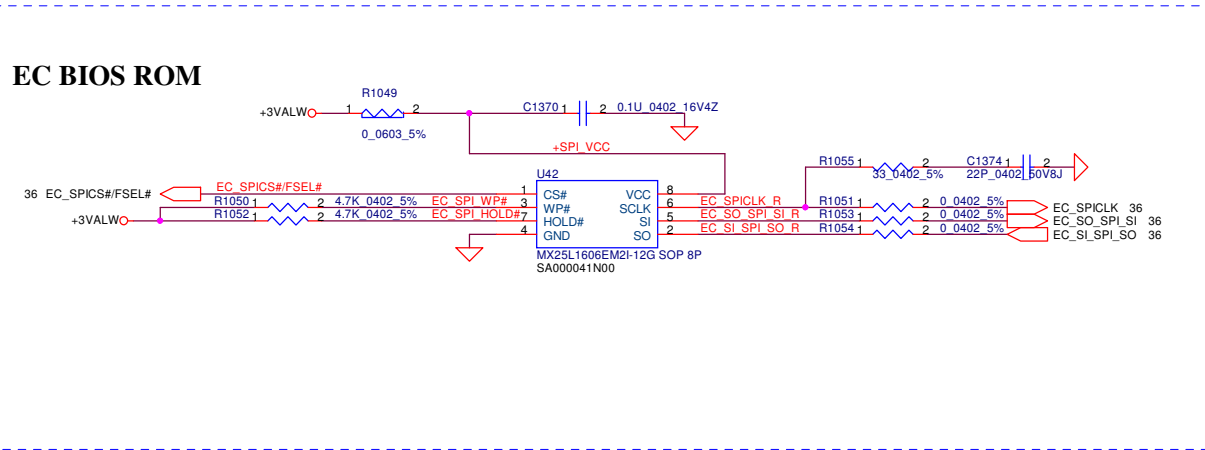 EC BIOS ROM
R1049
+3VALW 1 2 C1370 1 2 0.1U_0402_16V4Z
0_0603_5%
+SPI_VCC
R1055 1 2 C1374 1 2
33_0402_5% 22P_0402_50V8J
U42
36 EC_SPICS#/FSEL# EC_SPICS#/FSEL# 1 CS# VCC 8
R1050 1 2 4.7K_0402_5% EC_SPI_WP# 3 WP# SCLK 6 EC_SPICLK_R R1051 1 2 0_0402_5% EC_SPICLK 36
+3VALW R1052 1 2 4.7K_0402_5% EC_SPI_HOLD# 7 HOLD# SI 5 EC_SO_SPI_SI_R R1053 1 2 0_0402_5% EC_SO_SPI_SI 36
4 GND SO 2 EC_SI_SPI_SO_R R1054 1 2 0_0402_5% EC_SI_SPI_SO 36
MX25L1606EM2I-12G SOP 8P
SA000041N00